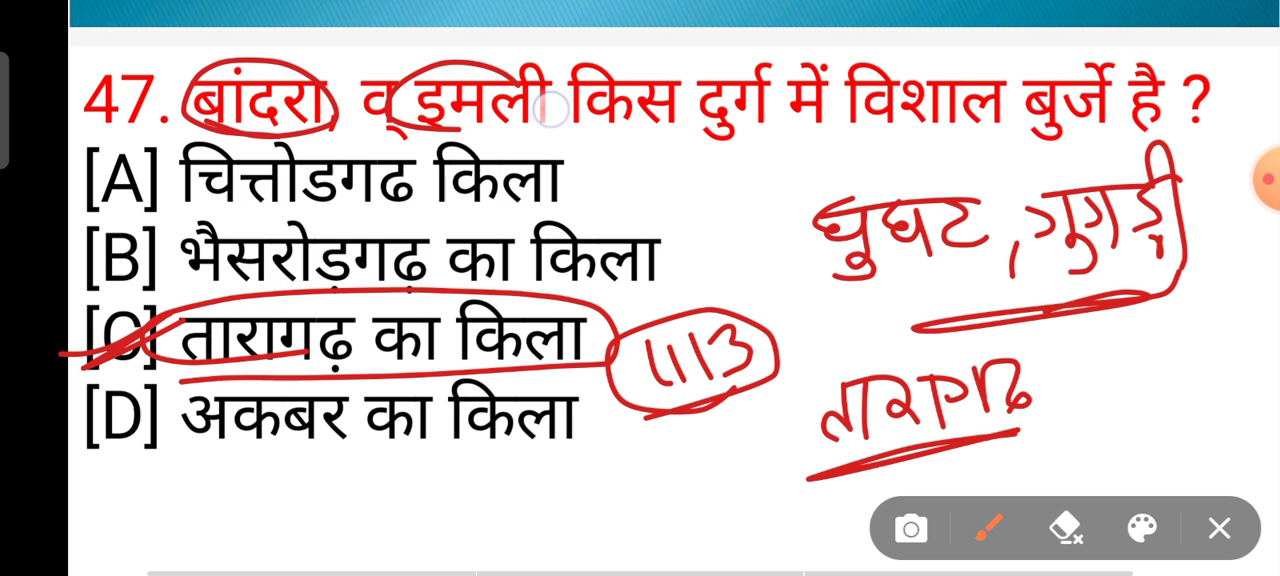 47. बांदरा, व् इमली किस दुर्ग में विशाल बुर्जे है ?
[A] चित्तोडगढ किला
[B] भैसरोड़गढ़ का किला
[C] तारागढ़ का किला
[D] अकबर का किला
घुघट, गुगड़ी
1113
तारागढ